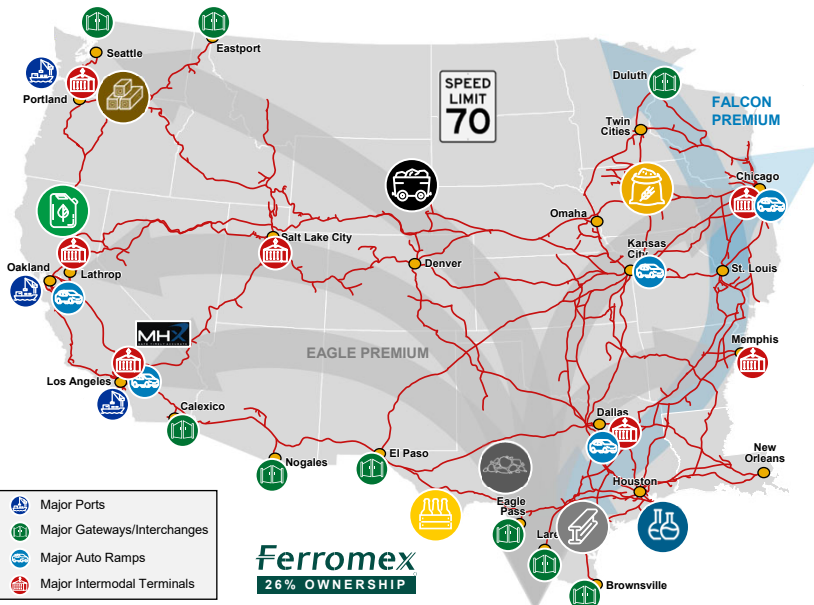 Seattle
Eastport
Portland
SPEED
LIMIT
70
Duluth
FALCON
PREMIUM
Twin
Cities
Chicago
Omaha
Salt Lake City
Kansas
City
Denver
St. Louis
Oakland
Lathrop
MHX
EAGLE PREMIUM
Memphis
Los Angeles
Calexico
Dallas
Nogales
El Paso
New
Orleans
Houston
Eagle
Pass
Lare
Brownsville
Major Ports
Major Gateways/Interchanges
Major Auto Ramps
Major Intermodal Terminals
Ferromex
26% OWNERSHIP